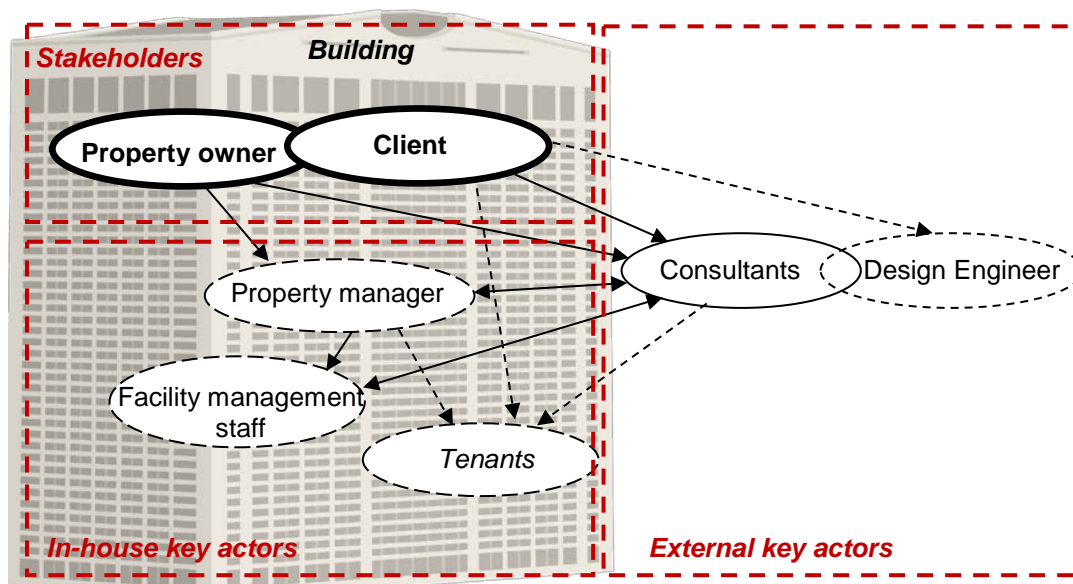 Stakeholders
Building
Property owner
Client
Consultants
Design Engineer
Property manager
Facility management
staff
Tenants
In-house key actors
External key actors